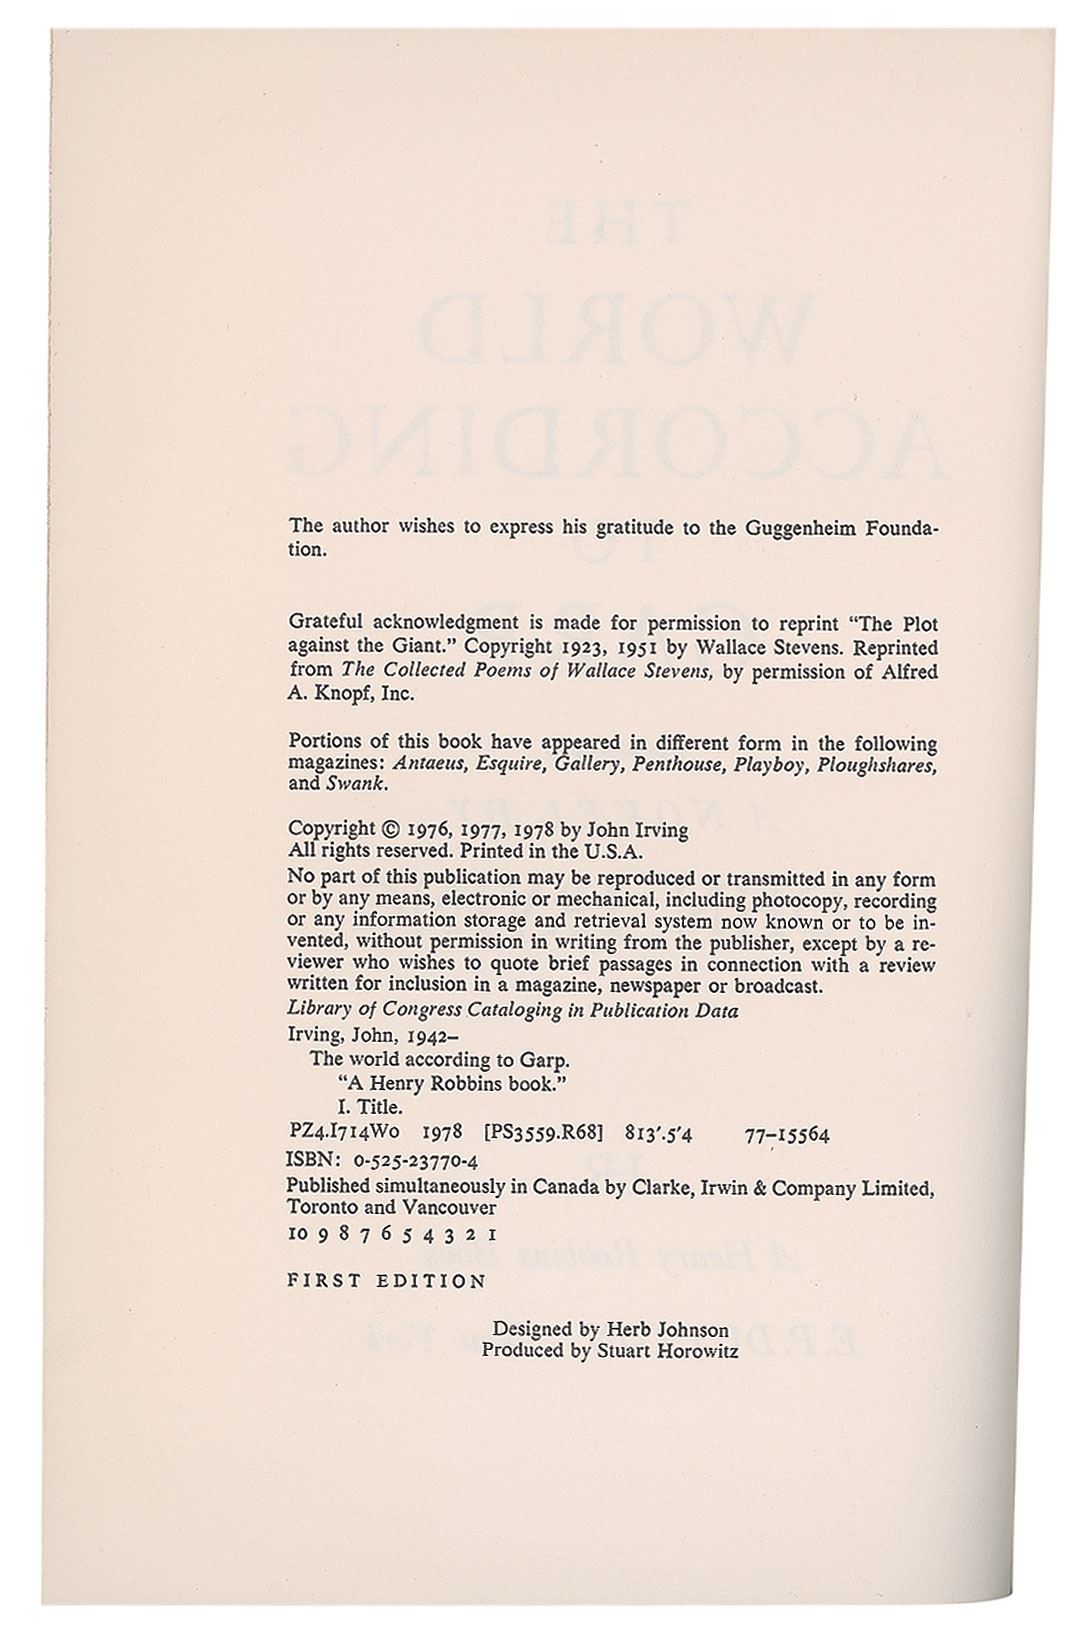 The author wishes to express his gratitude to the Guggenheim Founda-
tion.
Grateful acknowledgment is made for permission to reprint “The Plot
against the Giant.” Copyright 1923, 1951 by Wallace Stevens. Reprinted
from The Collected Poems of Wallace Stevens, by permission of Alfred
A. Knopf, Inc.
Portions of this book have appeared in different form in the following
magazines: Antaeus, Esquire, Gallery, Penthouse, Playboy, Ploughshares,
and Swank.
Copyright © 1976, 1977, 1978 by John Irving
All rights reserved. Printed in the U.S.A.
No part of this publication may be reproduced or transmitted in any form
or by any means, electronic or mechanical, including photocopy, recording
or any information storage and retrieval system now known or to be in-
vented, without permission in writing from the publisher, except by a re-
viewer who wishes to quote brief passages in connection with a review
written for inclusion in a magazine, newspaper or broadcast.
Library of Congress Cataloging in Publication Data
Irving, John, 1942–
The world according to Garp.
“A Henry Robbins book.”
I. Title.
PZ4.I714Wo 1978 [PS3559.R68] 813'.5'4 77–15564
ISBN: 0-525-23770-4
Published simultaneously in Canada by Clarke, Irwin & Company Limited,
Toronto and Vancouver
10 9 8 7 6 5 4 3 2 1
FIRST EDITION
Designed by Herb Johnson
Produced by Stuart Horowitz